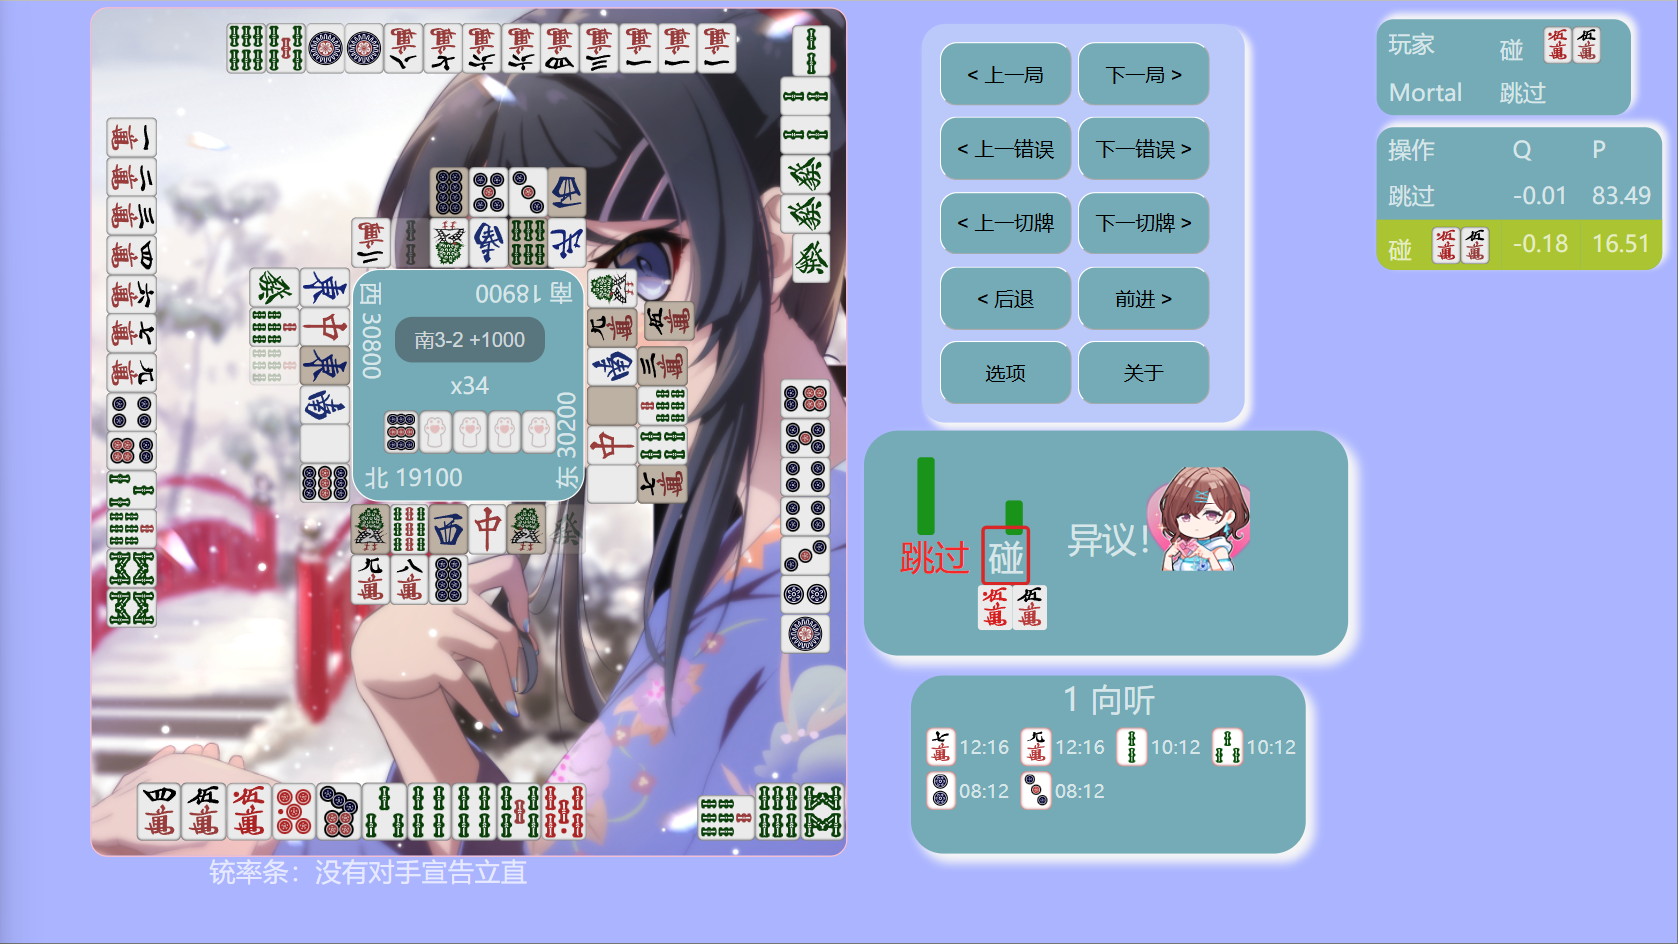 < 上一局
下一局 >
< 上一错误
下一错误 >
< 上一切牌
下一切牌 >
< 后退
前进 >
选项
关于
玩家 碰
Mortal 跳过
操作 Q P
跳过 -0.01 83.49
碰 -0.18 16.51
南 18900
西 30800
南3-2 +1000
x34
东 30200
北 19100
跳过 碰 异议!
1 向听
12:16 12:16 10:12 10:12
08:12 08:12
铳率条：没有对手宣告立直